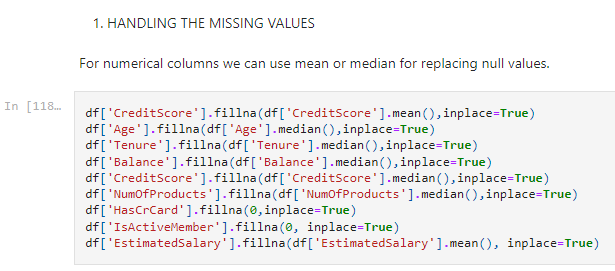 1. HANDLING THE MISSING VALUES
For numerical columns we can use mean or median for replacing null values.
In [118…
df['CreditScore'].fillna(df['CreditScore'].mean(),inplace=True)
df['Age'].fillna(df['Age'].median(),inplace=True)
df['Tenure'].fillna(df['Tenure'].median(),inplace=True)
df['Balance'].fillna(df['Balance'].median(),inplace=True)
df['CreditScore'].fillna(df['CreditScore'].median(),inplace=True)
df['NumOfProducts'].fillna(df['NumOfProducts'].median(),inplace=True)
df['HasCrCard'].fillna(0,inplace=True)
df['IsActiveMember'].fillna(0, inplace=True)
df['EstimatedSalary'].fillna(df['EstimatedSalary'].mean(), inplace=True)